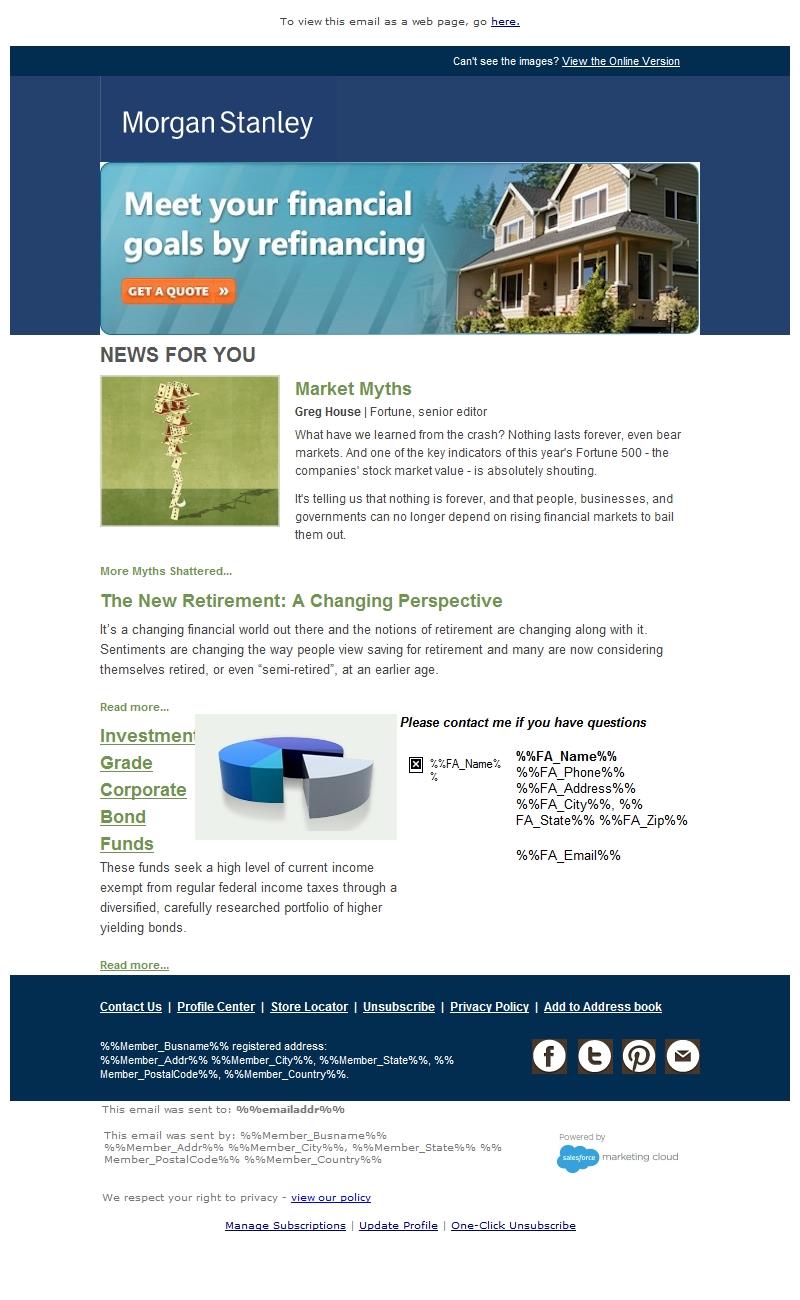 To view this email as a web page, go here.
Can't see the images? View the Online Version
Morgan Stanley
Meet your financial
goals by refinancing
GET A QUOTE »
NEWS FOR YOU
Market Myths
Greg House | Fortune, senior editor
What have we learned from the crash? Nothing lasts forever, even bear
markets. And one of the key indicators of this year's Fortune 500 - the
companies' stock market value - is absolutely shouting.
It's telling us that nothing is forever, and that people, businesses, and
governments can no longer depend on rising financial markets to bail
them out.
More Myths Shattered...
The New Retirement: A Changing Perspective
It's a changing financial world out there and the notions of retirement are changing along with it.
Sentiments are changing the way people view saving for retirement and many are now considering
themselves retired, or even “semi-retired”, at an earlier age.
Read more...
Investment
Grade
Corporate
Bond
Funds
These funds seek a high level of current income
exempt from regular federal income taxes through a
diversified, carefully researched portfolio of higher
yielding bonds.
Read more...
Please contact me if you have questions
%%FA_Name%
%
%%FA_Name%%
%%FA_Phone%%
%%FA_Address%%
%%FA_City%%, %%
FA_State%% %%FA_Zip%%
%%FA_Email%%
Contact Us | Profile Center | Store Locator | Unsubscribe | Privacy Policy | Add to Address book
%%Member_Busname%% registered address:
%%Member_Addr%% %%Member_City%%, %%Member_State%%, %%
Member_PostalCode%%, %%Member_Country%%.
This email was sent to: %%emailaddr%%
This email was sent by: %%Member_Busname%%
%%Member_Addr%% %%Member_City%%, %%Member_State%% %%
Member_PostalCode%% %%Member_Country%%
Powered by
salesforce marketing cloud
We respect your right to privacy - view our policy
Manage Subscriptions | Update Profile | One-Click Unsubscribe